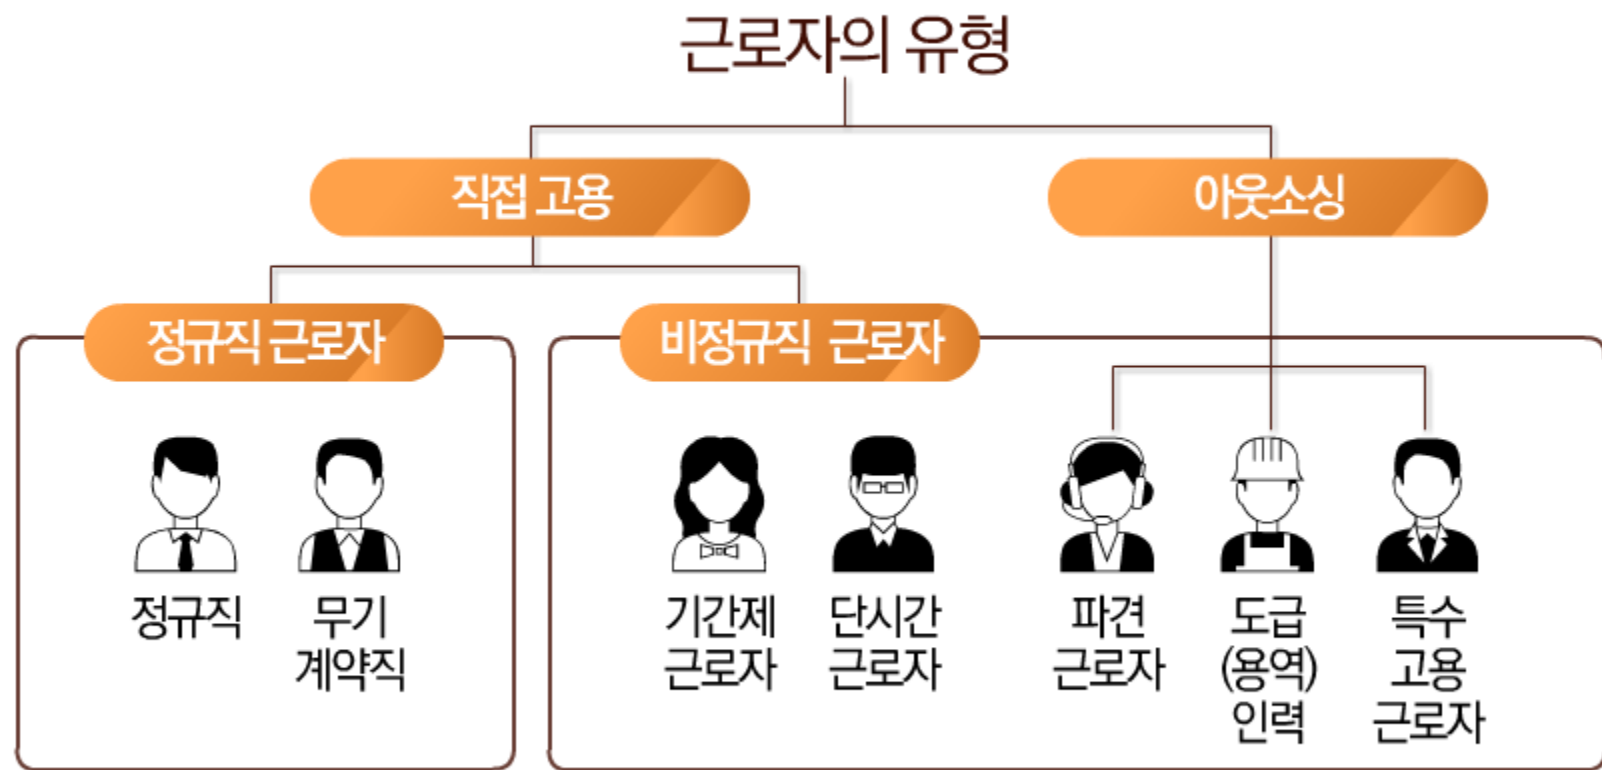 근로자의 유형
직접 고용
아웃소싱
정규직 근로자
비정규직 근로자
정규직
무기
계약직
기간제
근로자
단시간
근로자
파견
근로자
도급
(용역)
인력
특수
고용
근로자